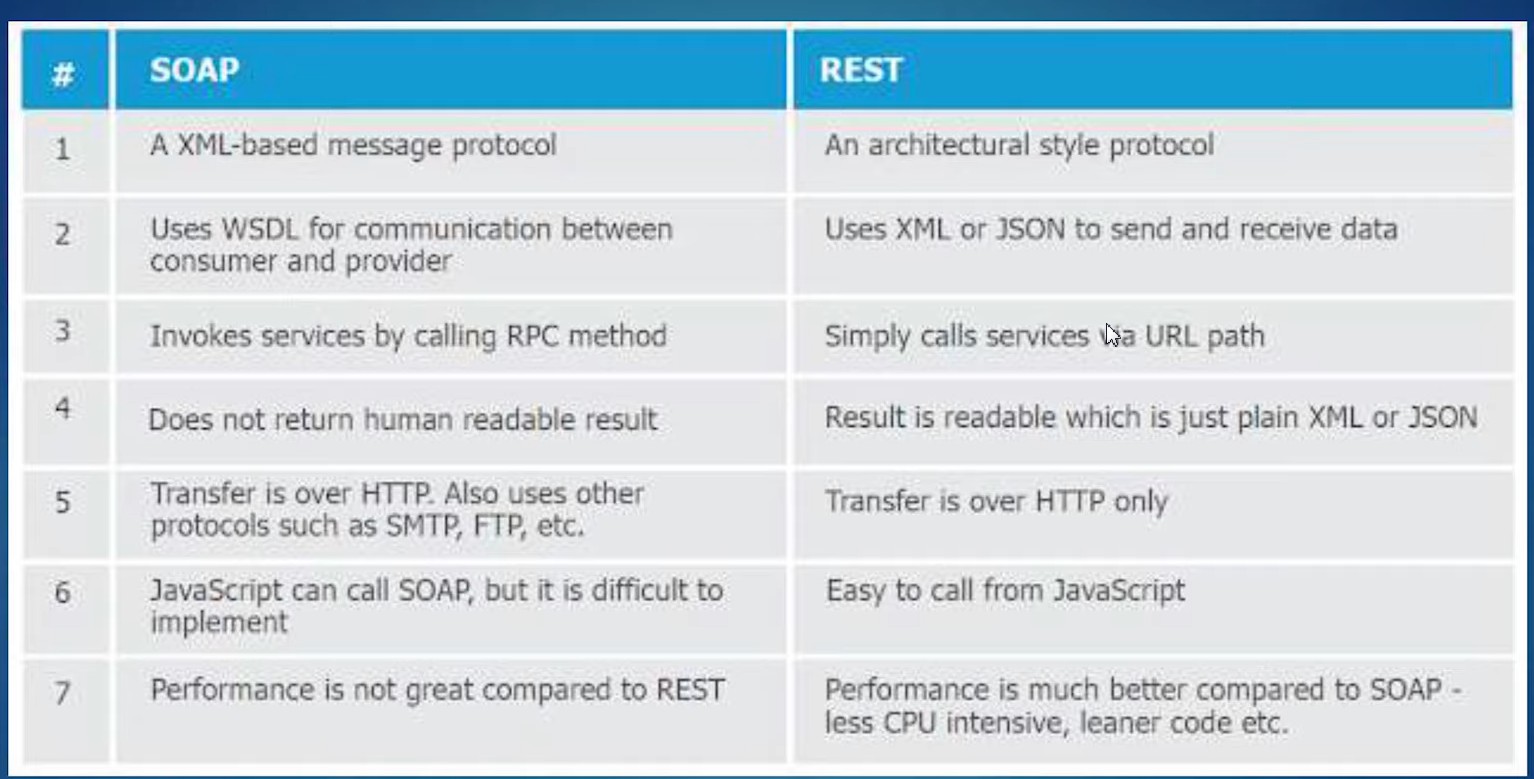 # SOAP REST
1 A XML-based message protocol An architectural style protocol
2 Uses WSDL for communication between Uses XML or JSON to send and receive data
consumer and provider
3 Invokes services by calling RPC method Simply calls services via URL path
4 Does not return human readable result Result is readable which is just plain XML or JSON
5 Transfer is over HTTP. Also uses other Transfer is over HTTP only
protocols such as SMTP, FTP, etc.
6 JavaScript can call SOAP, but it is difficult to Easy to call from JavaScript
implement
7 Performance is not great compared to REST Performance is much better compared to SOAP -
less CPU intensive, leaner code etc.